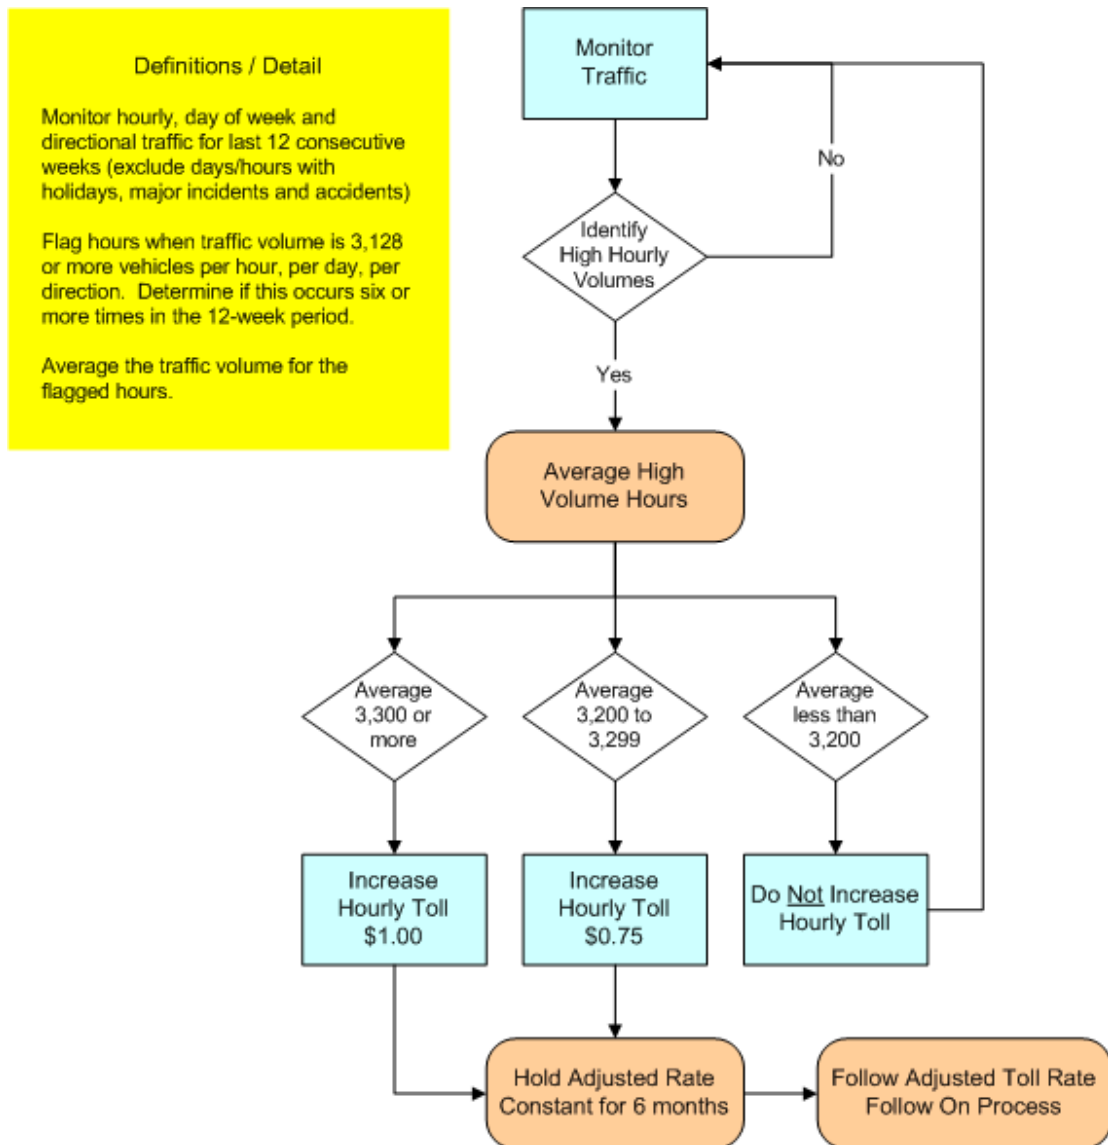 Definitions / Detail
Monitor hourly, day of week and
directional traffic for last 12 consecutive
weeks (exclude days/hours with
holidays, major incidents and accidents)
Flag hours when traffic volume is 3,128
or more vehicles per hour, per day, per
direction.  Determine if this occurs six or
more times in the 12-week period.
Average the traffic volume for the
flagged hours.
Monitor
Traffic
No
Identify
High Hourly
Volumes
Yes
Average High
Volume Hours
Average
3,300 or
more
Average
3,200 to
3,299
Average
less than
3,200
Increase
Hourly Toll
$1.00
Increase
Hourly Toll
$0.75
Do Not Increase
Hourly Toll
Hold Adjusted Rate
Constant for 6 months
Follow Adjusted Toll Rate
Follow On Process